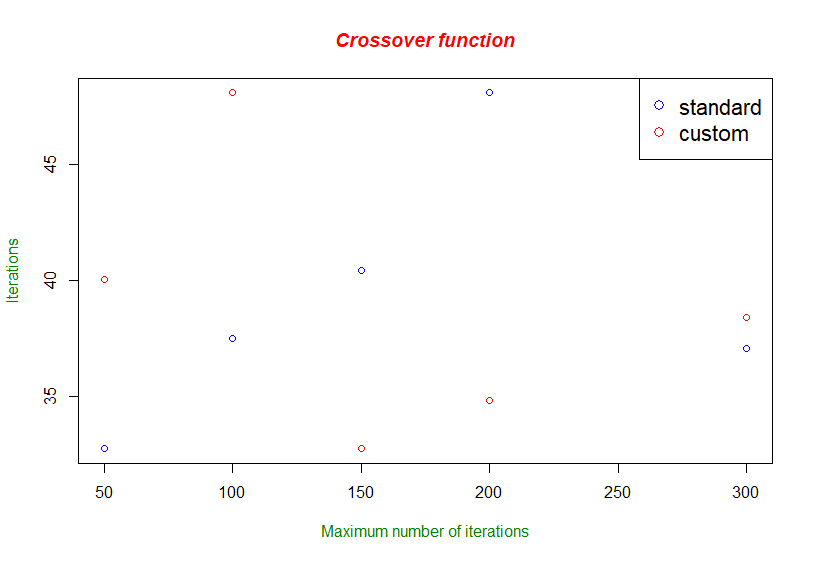 Crossover function
standard
custom
45
40
35
Iterations
50 100 150 200 250 300
Maximum number of iterations